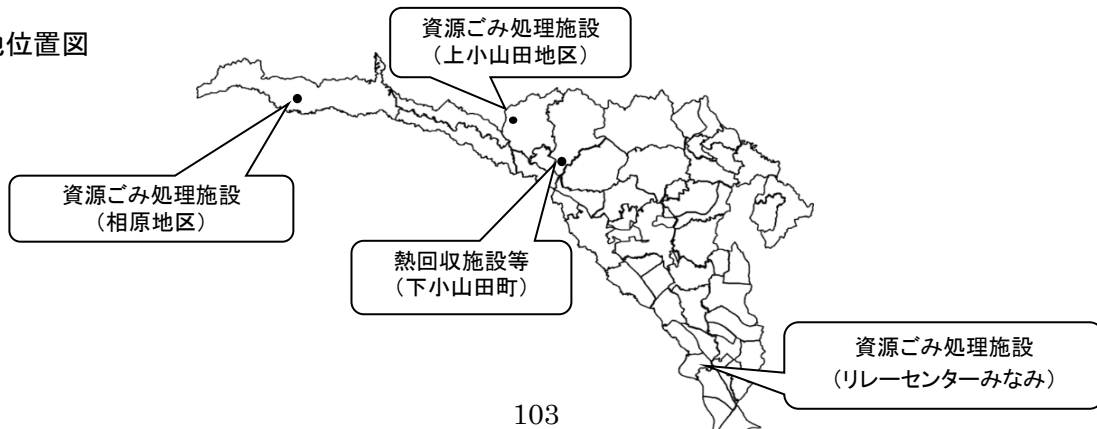 位置図
資源ごみ処理施設
（上小山田地区）
資源ごみ処理施設
（相原地区）
熱回収施設等
（下小山田町）
資源ごみ処理施設
（リレーセンターみなみ）
103